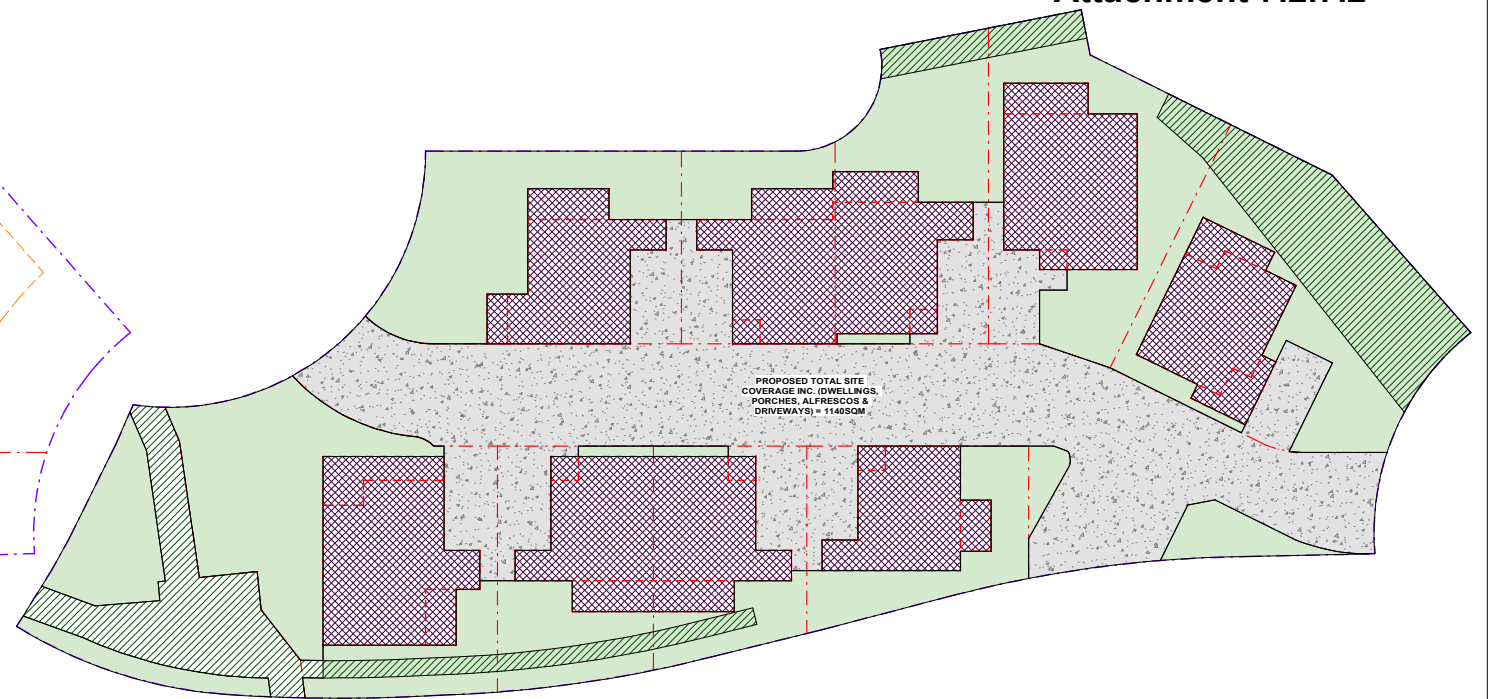 PROPOSED TOTAL SITE
COVERAGE INC. (DWELLINGS,
PORCHES, ALFRESCOS &
DRIVEWAYS) = 1140SQM